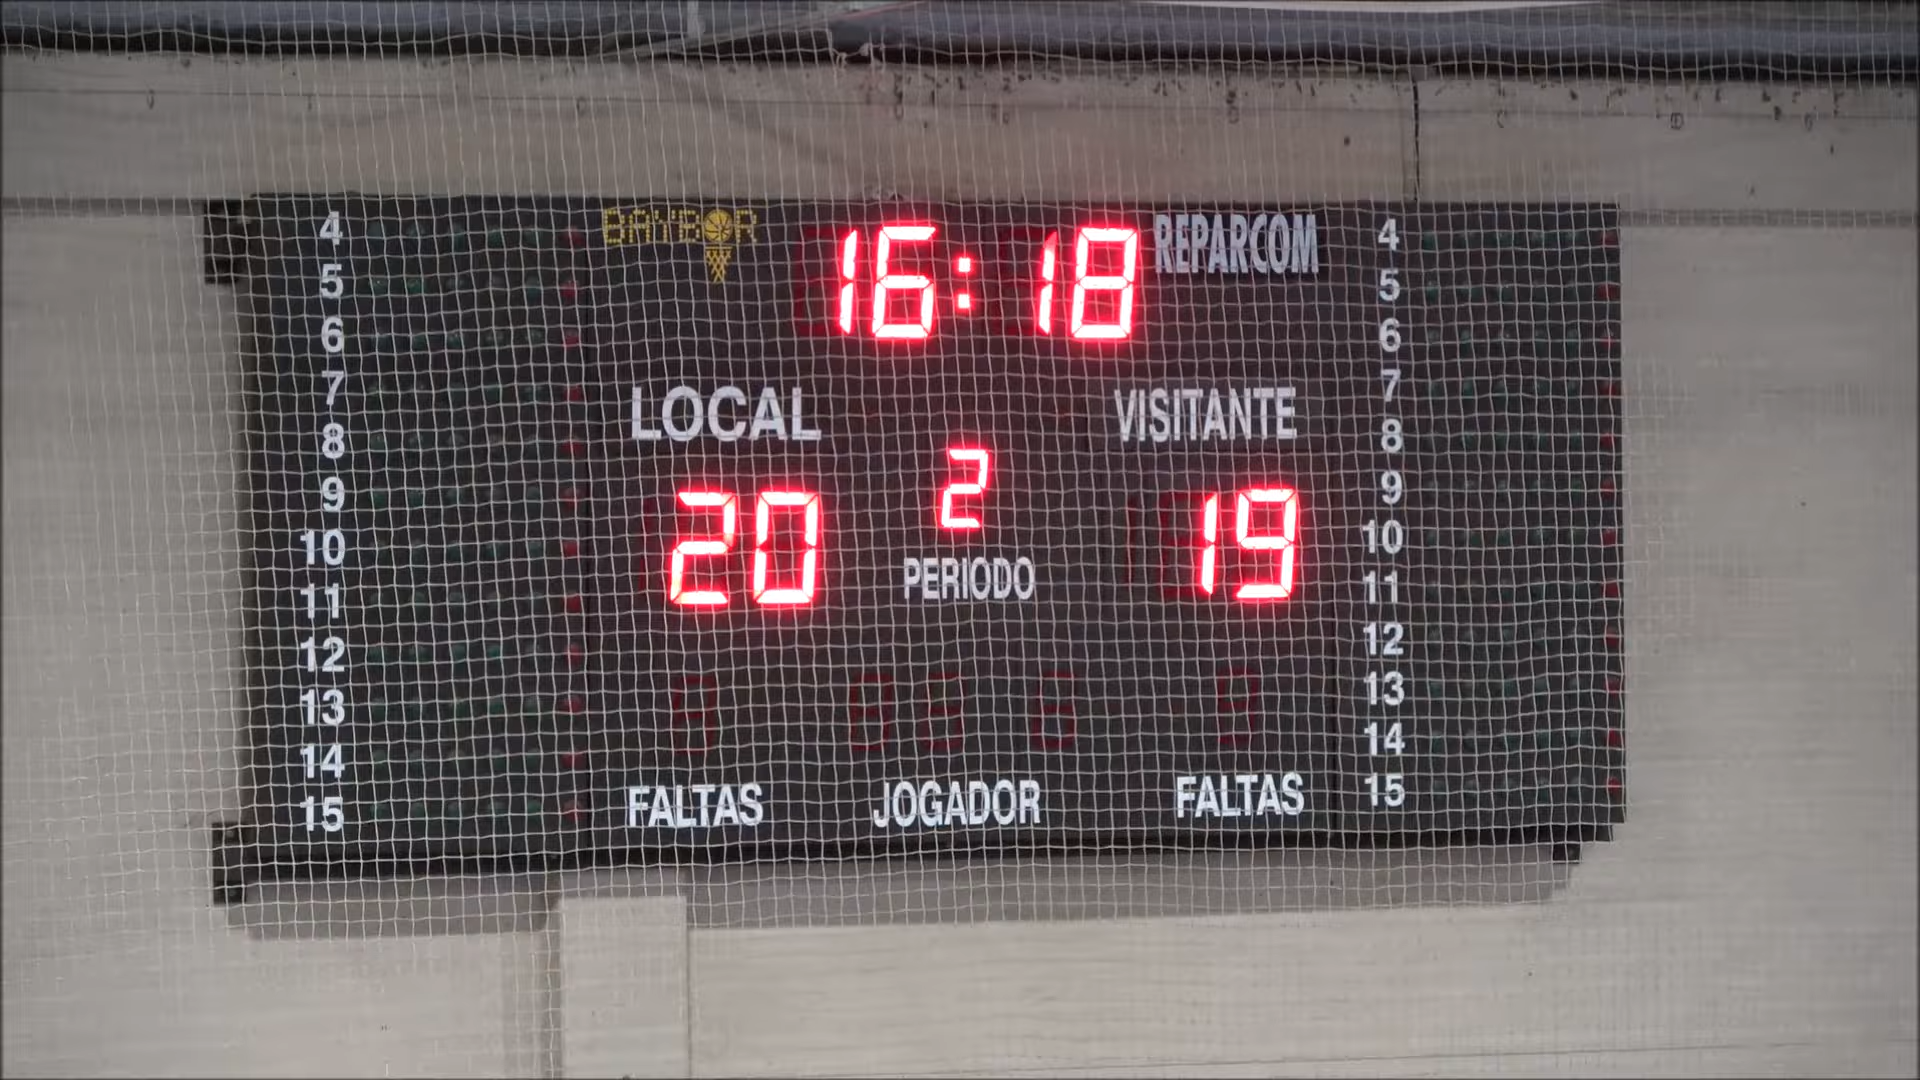 BAYBOR 16:18 REPARCOM
LOCAL VISITANTE
20 2 19
PERIODO
FALTAS JOGADOR FALTAS
4 4
5 5
6 6
7 7
8 8
9 9
10 10
11 11
12 12
13 13
14 14
15 15